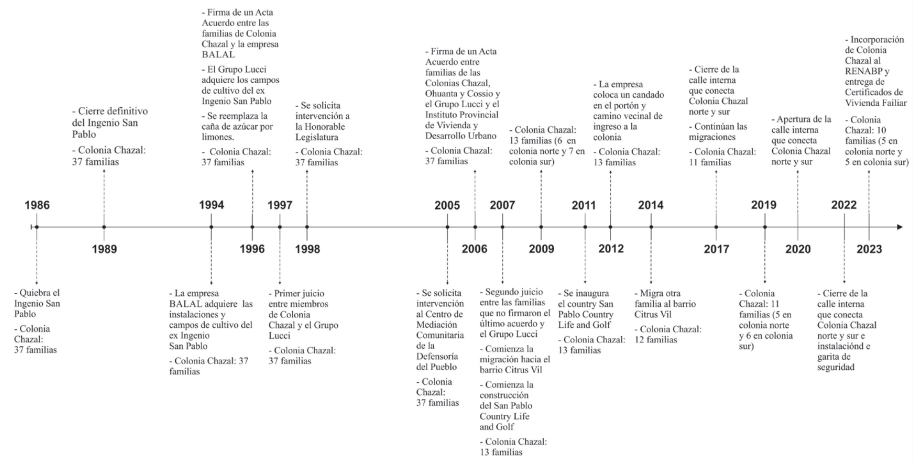 - Cierre definitivo
del Ingenio San
Pablo
- Colonia Chazal:
37 familias
- Firma de un Acta
Acuerdo entre las
familias de Colonia
Chazal y la empresa
BALAL
- El Grupo Lucci
adquiere los campos
de cultivo del ex
Ingenio San Pablo
- Se reemplaza la
caña de azúcar por
limones.
- Colonia Chazal:
37 familias
- Se solicita
intervención a
la Honorable
Legislatura
- Colonia Chazal:
37 familias
- Firma de un Acta
Acuerdo entre
familias de las
Colonias Chazal,
Ohuanta y Cossio y
el Grupo Lucci y el
Instituto Provincial
de Vivienda y
Desarrollo Urbano
- Colonia Chazal:
37 familias
- Colonia Chazal:
13 familias (6 en
colonia norte y 7 en
colonia sur)
- La empresa
coloca un candado
en el portón y
camino vecinal de
ingreso a la
colonia
- Colonia Chazal:
13 familias
- Cierre de la
calle interna
que conecta
Colonia Chazal
norte y sur
- Continúan las
migraciones
- Colonia Chazal:
11 familias
- Apertura de la
calle interna
que conecta
Colonia Chazal
norte y sur
- Incorporación
de Colonia
Chazal al
RENABP y
entrega de
Certificados de
Vivienda Failiar
- Colonia
Chazal: 10
familias (5 en
colonia norte y
5 en colonia sur)
1986
1994
1997
2005
2007
2011
2014
2019
2022
1989
1996
1998
2006
2009
2012
2017
2020
2023
- Quiebra el
Ingenio San
Pablo
- Colonia
Chazal:
37 familias
- La empresa
BALAL adquiere las
instalaciones y
campos de cultivo del
ex Ingenio
San Pablo
- Colonia Chazal: 37
familias
- Primer juicio
entre miembros
de Colonia
Chazal y el Grupo
Lucci
- Colonia Chazal:
37 familias
- Se solicita
intervención
al Centro de
Mediación
Comunitaria
de la
Defensoría
del Pueblo
- Colonia
Chazal:
37 familias
- Segundo juicio
entre las familias
que no firmaron el
último acuerdo y
el Grupo Lucci
- Comienza la
migración hacia el
barrio Citrus Vil
- Comienza la
construcción
del San Pablo
Country Life
and Golf
- Colonia Chazal:
13 familias
- Se inaugura
el country San
Pablo Country
Life and Golf
- Colonia Chazal:
13 familias
- Migra otra
familia al barrio
Citrus Vil
- Colonia Chazal:
12 familias
- Colonia
Chazal: 11
familias (5 en
colonia norte
y 6 en colonia
sur)
- Cierre de la
calle interna
que conecta
Colonia Chazal
norte y sur e
instalaciónd e
garita de
seguridad